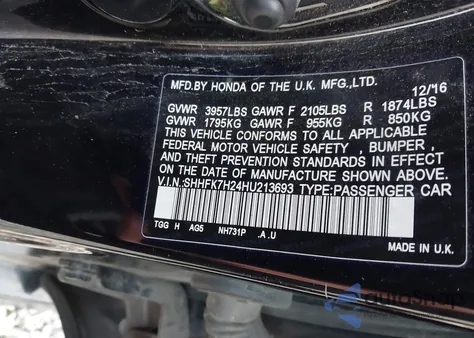 MFD.BY HONDA OF THE U.K. MFG.,LTD.
12/16
GVWR 3957LBS GAWR F 2105LBS R 1874LBS
GVWR 1795KG GAWR F 955KG R 850KG
THIS VEHICLE CONFORMS TO ALL APPLICABLE
FEDERAL MOTOR VEHICLE SAFETY , BUMPER ,
AND THEFT PREVENTION STANDARDS IN EFFECT
ON THE DATE OF MANUFACTURE SHOWN ABOVE.
V.I.N.:SHHFK7H24HU213693 TYPE:PASSENGER CAR
TGG H AG5 NH731P .A .U
MADE IN U.K.
autoShop